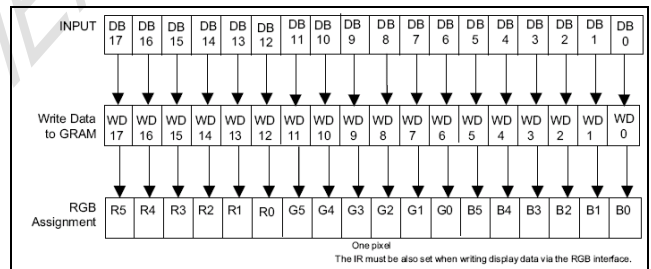 INPUT DB 17 DB 16 DB 15 DB 14 DB 13 DB 12 DB 11 DB 10 DB 9 DB 8 DB 7 DB 6 DB 5 DB 4 DB 3 DB 2 DB 1 DB 0
Write Data to GRAM WD 17 WD 16 WD 15 WD 14 WD 13 WD 12 WD 11 WD 10 WD 9 WD 8 WD 7 WD 6 WD 5 WD 4 WD 3 WD 2 WD 1 WD 0
RGB Assignment R5 R4 R3 R2 R1 R0 G5 G4 G3 G2 G1 G0 B5 B4 B3 B2 B1 B0
One pixel
The IR must be also set when writing display data via the RGB interface.